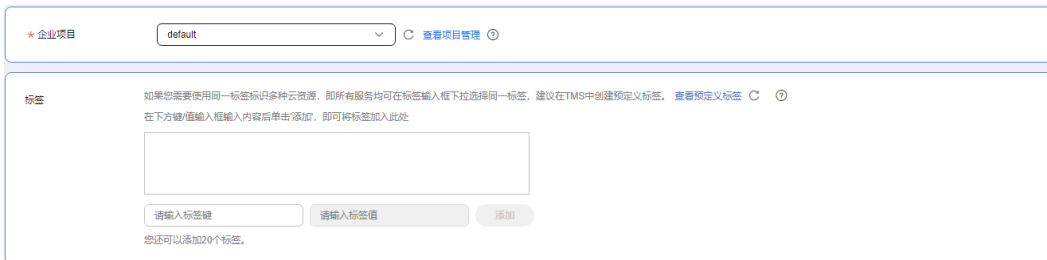 * 企业项目 default 查看项目管理
标签 如果您需要使用同一标签标识多种云资源，即所有服务均可在标签输入框下拉选择同一标签，建议在TMS中创建预定义标签。 查看预定义标签
在下方键/值输入框输入内容后单击'添加'，即可将标签加入此处
请输入标签键 请输入标签值 添加
您还可以添加20个标签。